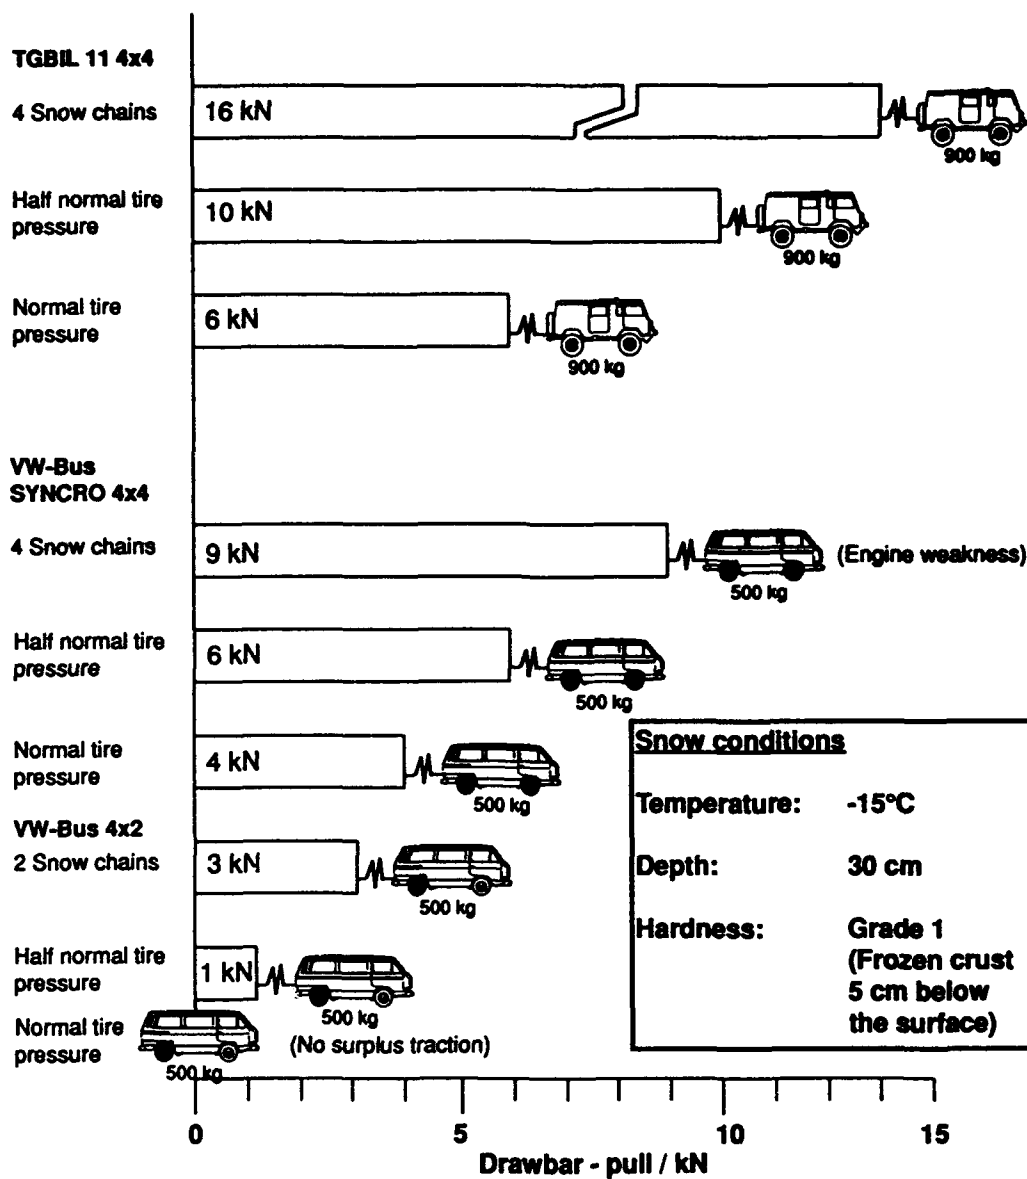 TGBIL 11 4x4
4 Snow chains
16 kN
900 kg
Half normal tire
pressure
10 kN
900 kg
Normal tire
pressure
6 kN
900 kg
VW-Bus
SYNCRO 4x4
4 Snow chains
9 kN
(Engine weakness)
500 kg
Half normal tire
pressure
6 kN
500 kg
Normal tire
pressure
4 kN
500 kg
VW-Bus 4x2
2 Snow chains
3 kN
500 kg
Half normal tire
pressure
1 kN
500 kg
Normal tire
pressure
(No surplus traction)
500 kg
Snow conditions
Temperature: -15°C
Depth: 30 cm
Hardness: Grade 1
(Frozen crust
5 cm below
the surface)
0 5 10 15
Drawbar - pull / kN